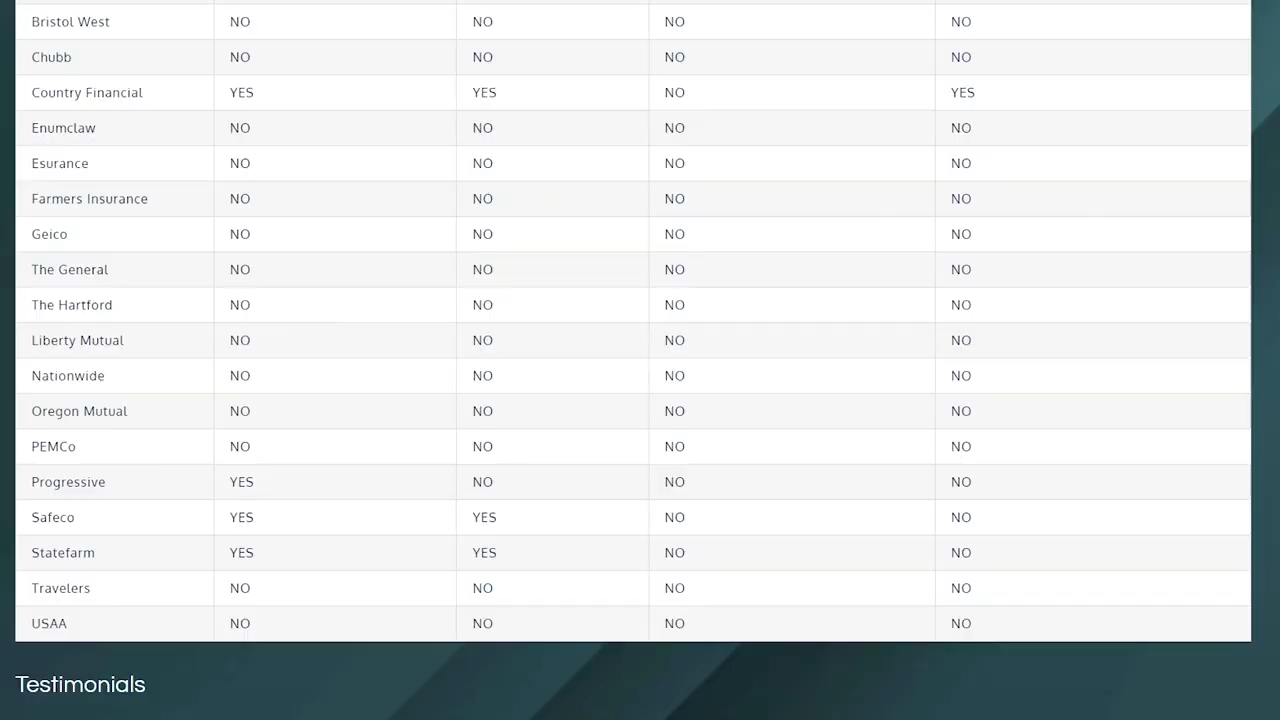 Bristol West NO NO NO NO
Chubb NO NO NO NO
Country Financial YES YES NO YES
Enumclaw NO NO NO NO
Esurance NO NO NO NO
Farmers Insurance NO NO NO NO
Geico NO NO NO NO
The General NO NO NO NO
The Hartford NO NO NO NO
Liberty Mutual NO NO NO NO
Nationwide NO NO NO NO
Oregon Mutual NO NO NO NO
PEMCo NO NO NO NO
Progressive YES NO NO NO
Safeco YES YES NO NO
Statefarm YES YES NO NO
Travelers NO NO NO NO
USAA NO NO NO NO
Testimonials